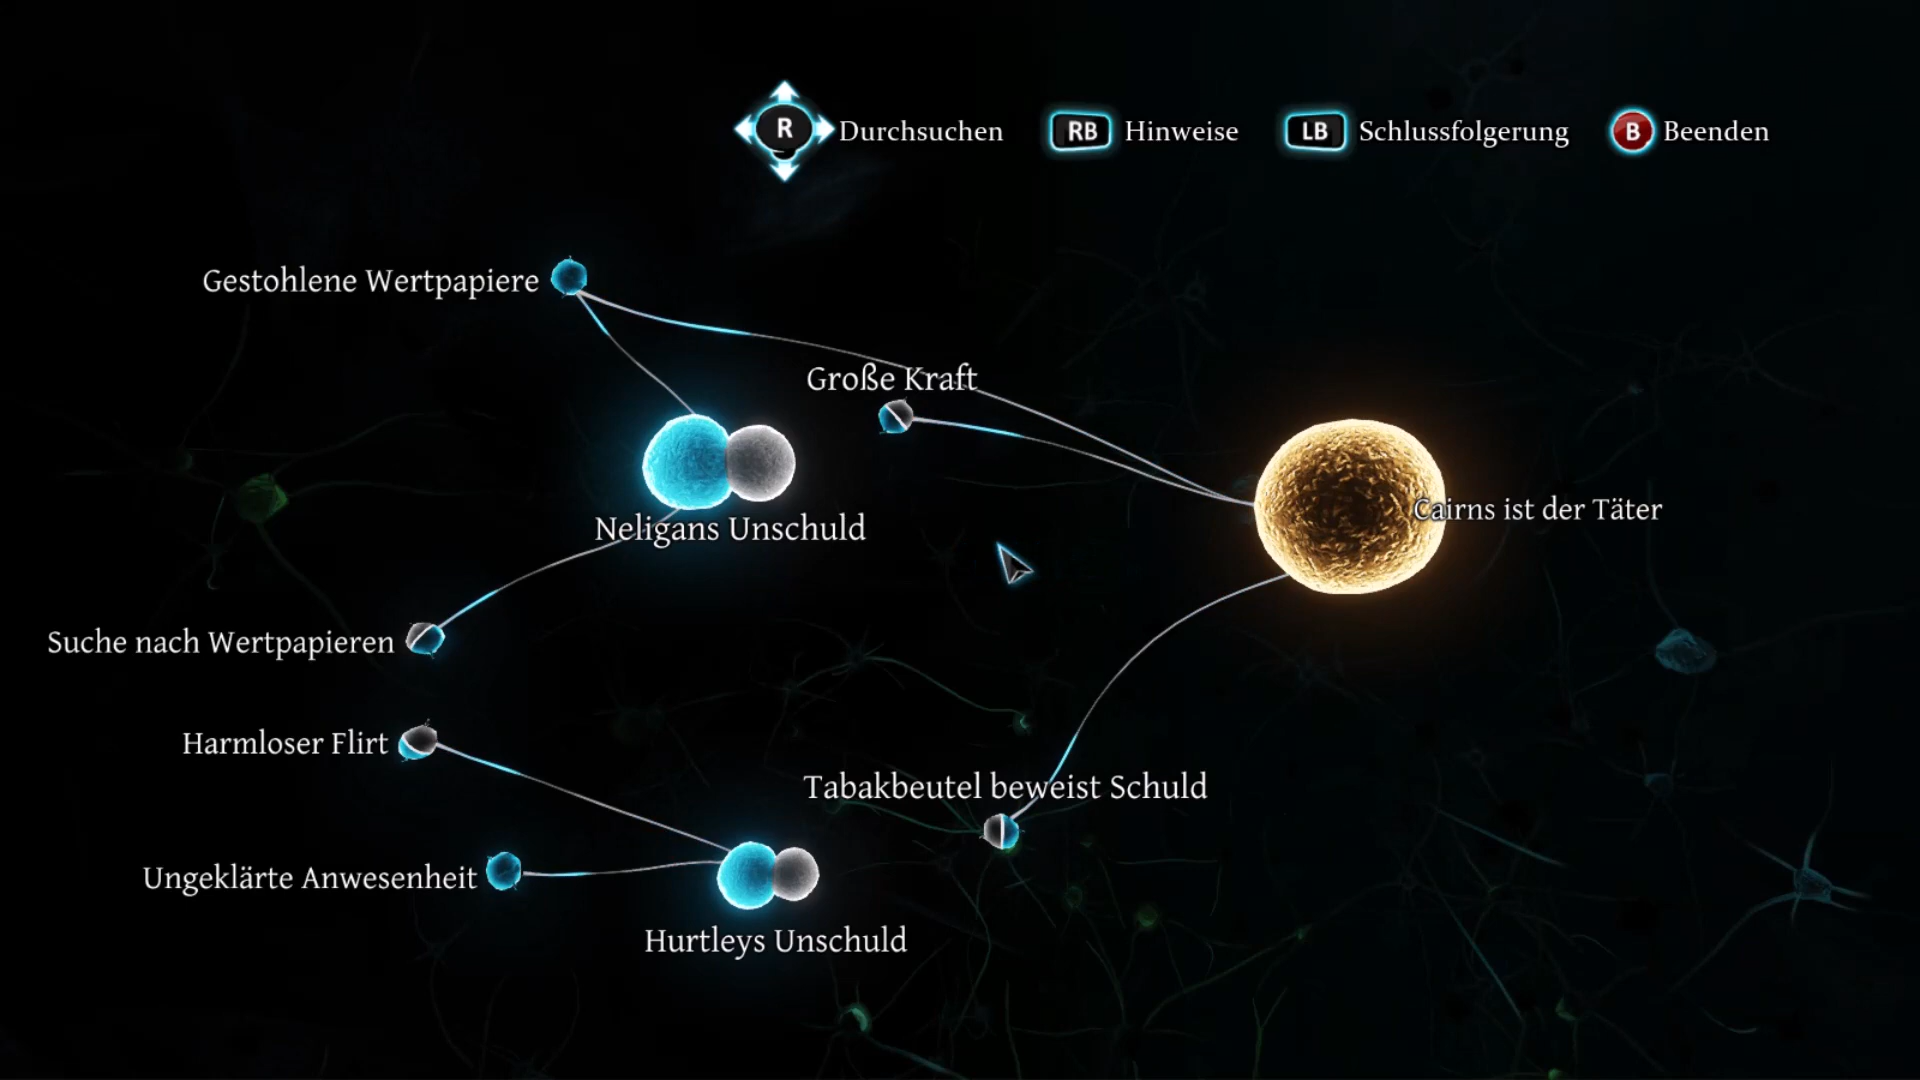 R Durchsuchen RB Hinweise LB Schlussfolgerung B Beenden
Gestohlene Wertpapiere
Große Kraft
Cairns ist der Täter
Neligans Unschuld
Suche nach Wertpapieren
Harmloser Flirt
Tabakbeutel beweist Schuld
Ungeklärte Anwesenheit
Hurtleys Unschuld